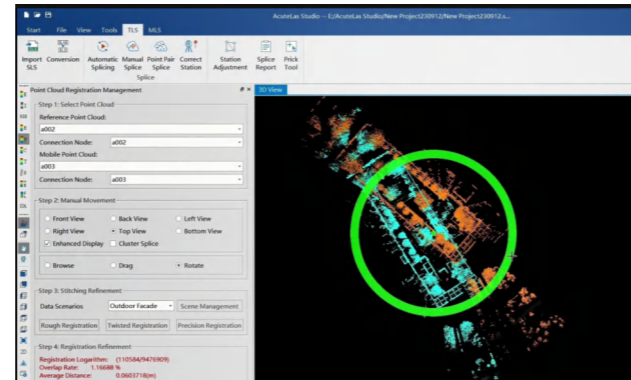 AcuteLas Studio -- E:/AcuteLas Studio/New Project230912/New Project230912.s...
Start File View Tools TLS MLS
Import SLS Conversion Automatic Splicing Manual Splice Point Pair Splice Correct Station Station Adjustment Splice Report Prick Tool
Splice
Point Cloud Registration Management
3D View
Step 1: Select Point Cloud
Reference Point Cloud:
a002
Connection Node: a002
Mobile Point Cloud:
a003
Connection Node: a003
Step 2: Manual Movement
Front View Back View Left View
Right View Top View Bottom View
Enhanced Display Cluster Splice
Browse Drag Rotate
Step 3: Stitching Refinement
Data Scenarios Outdoor Facade Scene Management
Rough Registration Twisted Registration Precision Registration
Step 4: Registration Refinement
Registration Logarithm: (110584/9476909)
Overlap Rate: 1.16688 %
Average Distance: 0.0603718(m)